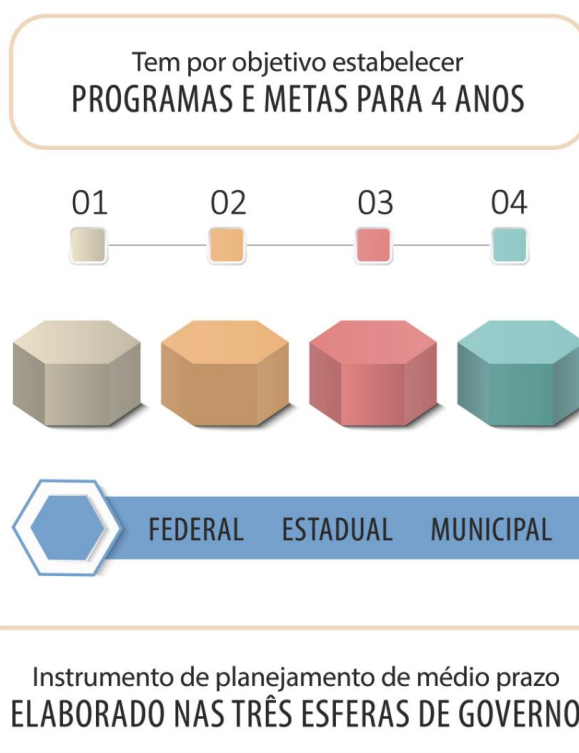 Tem por objetivo estabelecer
PROGRAMAS E METAS PARA 4 ANOS
01 02 03 04
FEDERAL ESTADUAL MUNICIPAL
Instrumento de planejamento de médio prazo
ELABORADO NAS TRÊS ESFERAS DE GOVERNO